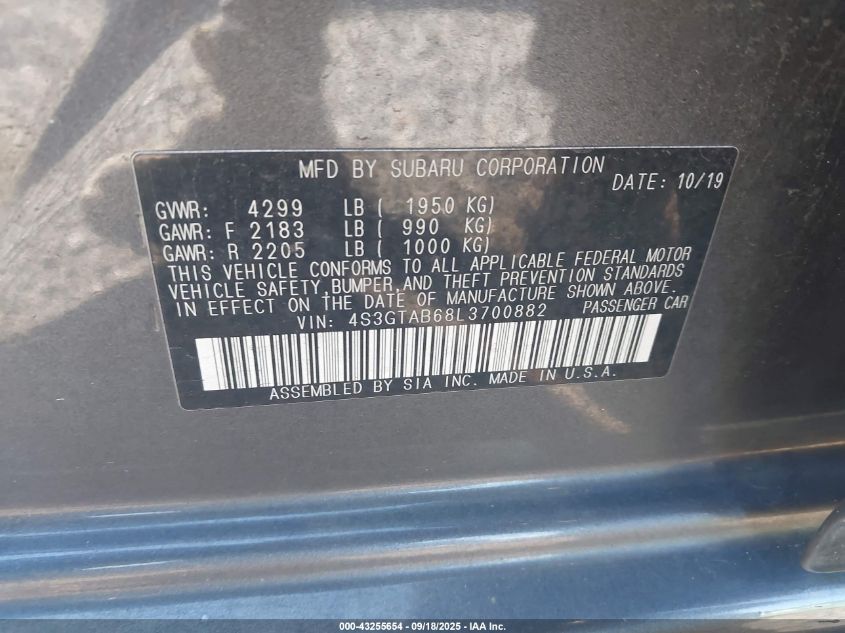 MFD BY SUBARU CORPORATION
DATE: 10/19
GVWR: 4299 LB ( 1950 KG)
GAWR: F 2183 LB ( 990 KG)
GAWR: R 2205 LB ( 1000 KG)
THIS VEHICLE CONFORMS TO ALL APPLICABLE FEDERAL MOTOR
VEHICLE SAFETY, BUMPER, AND THEFT PREVENTION STANDARDS
IN EFFECT ON THE DATE OF MANUFACTURE SHOWN ABOVE.
VIN: 4S3GTAB68L3700882 PASSENGER CAR
ASSEMBLED BY SIA INC. MADE IN U.S.A.
000-43255654 - 09/18/2025 - IAA Inc.